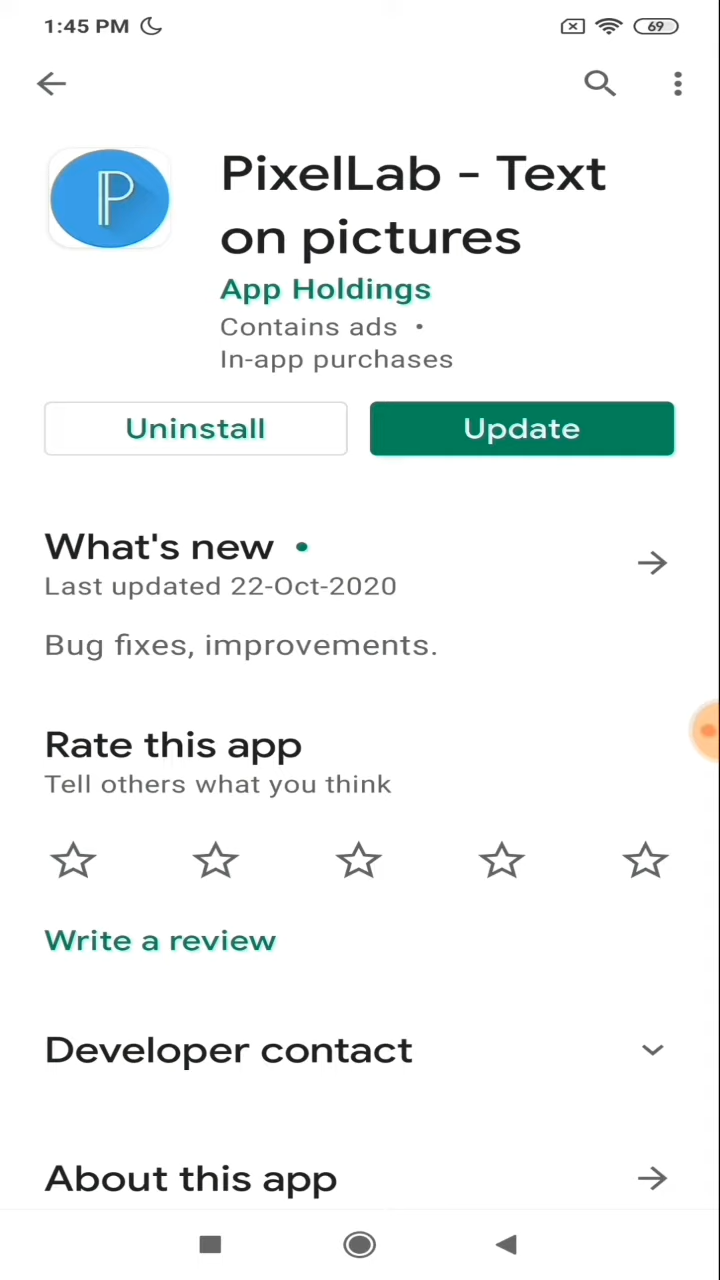 1:45 PM
69
PixelLab - Text
on pictures
App Holdings
Contains ads •
In-app purchases
Uninstall
Update
What's new •
Last updated 22-Oct-2020
Bug fixes, improvements.
Rate this app
Tell others what you think
Write a review
Developer contact
About this app